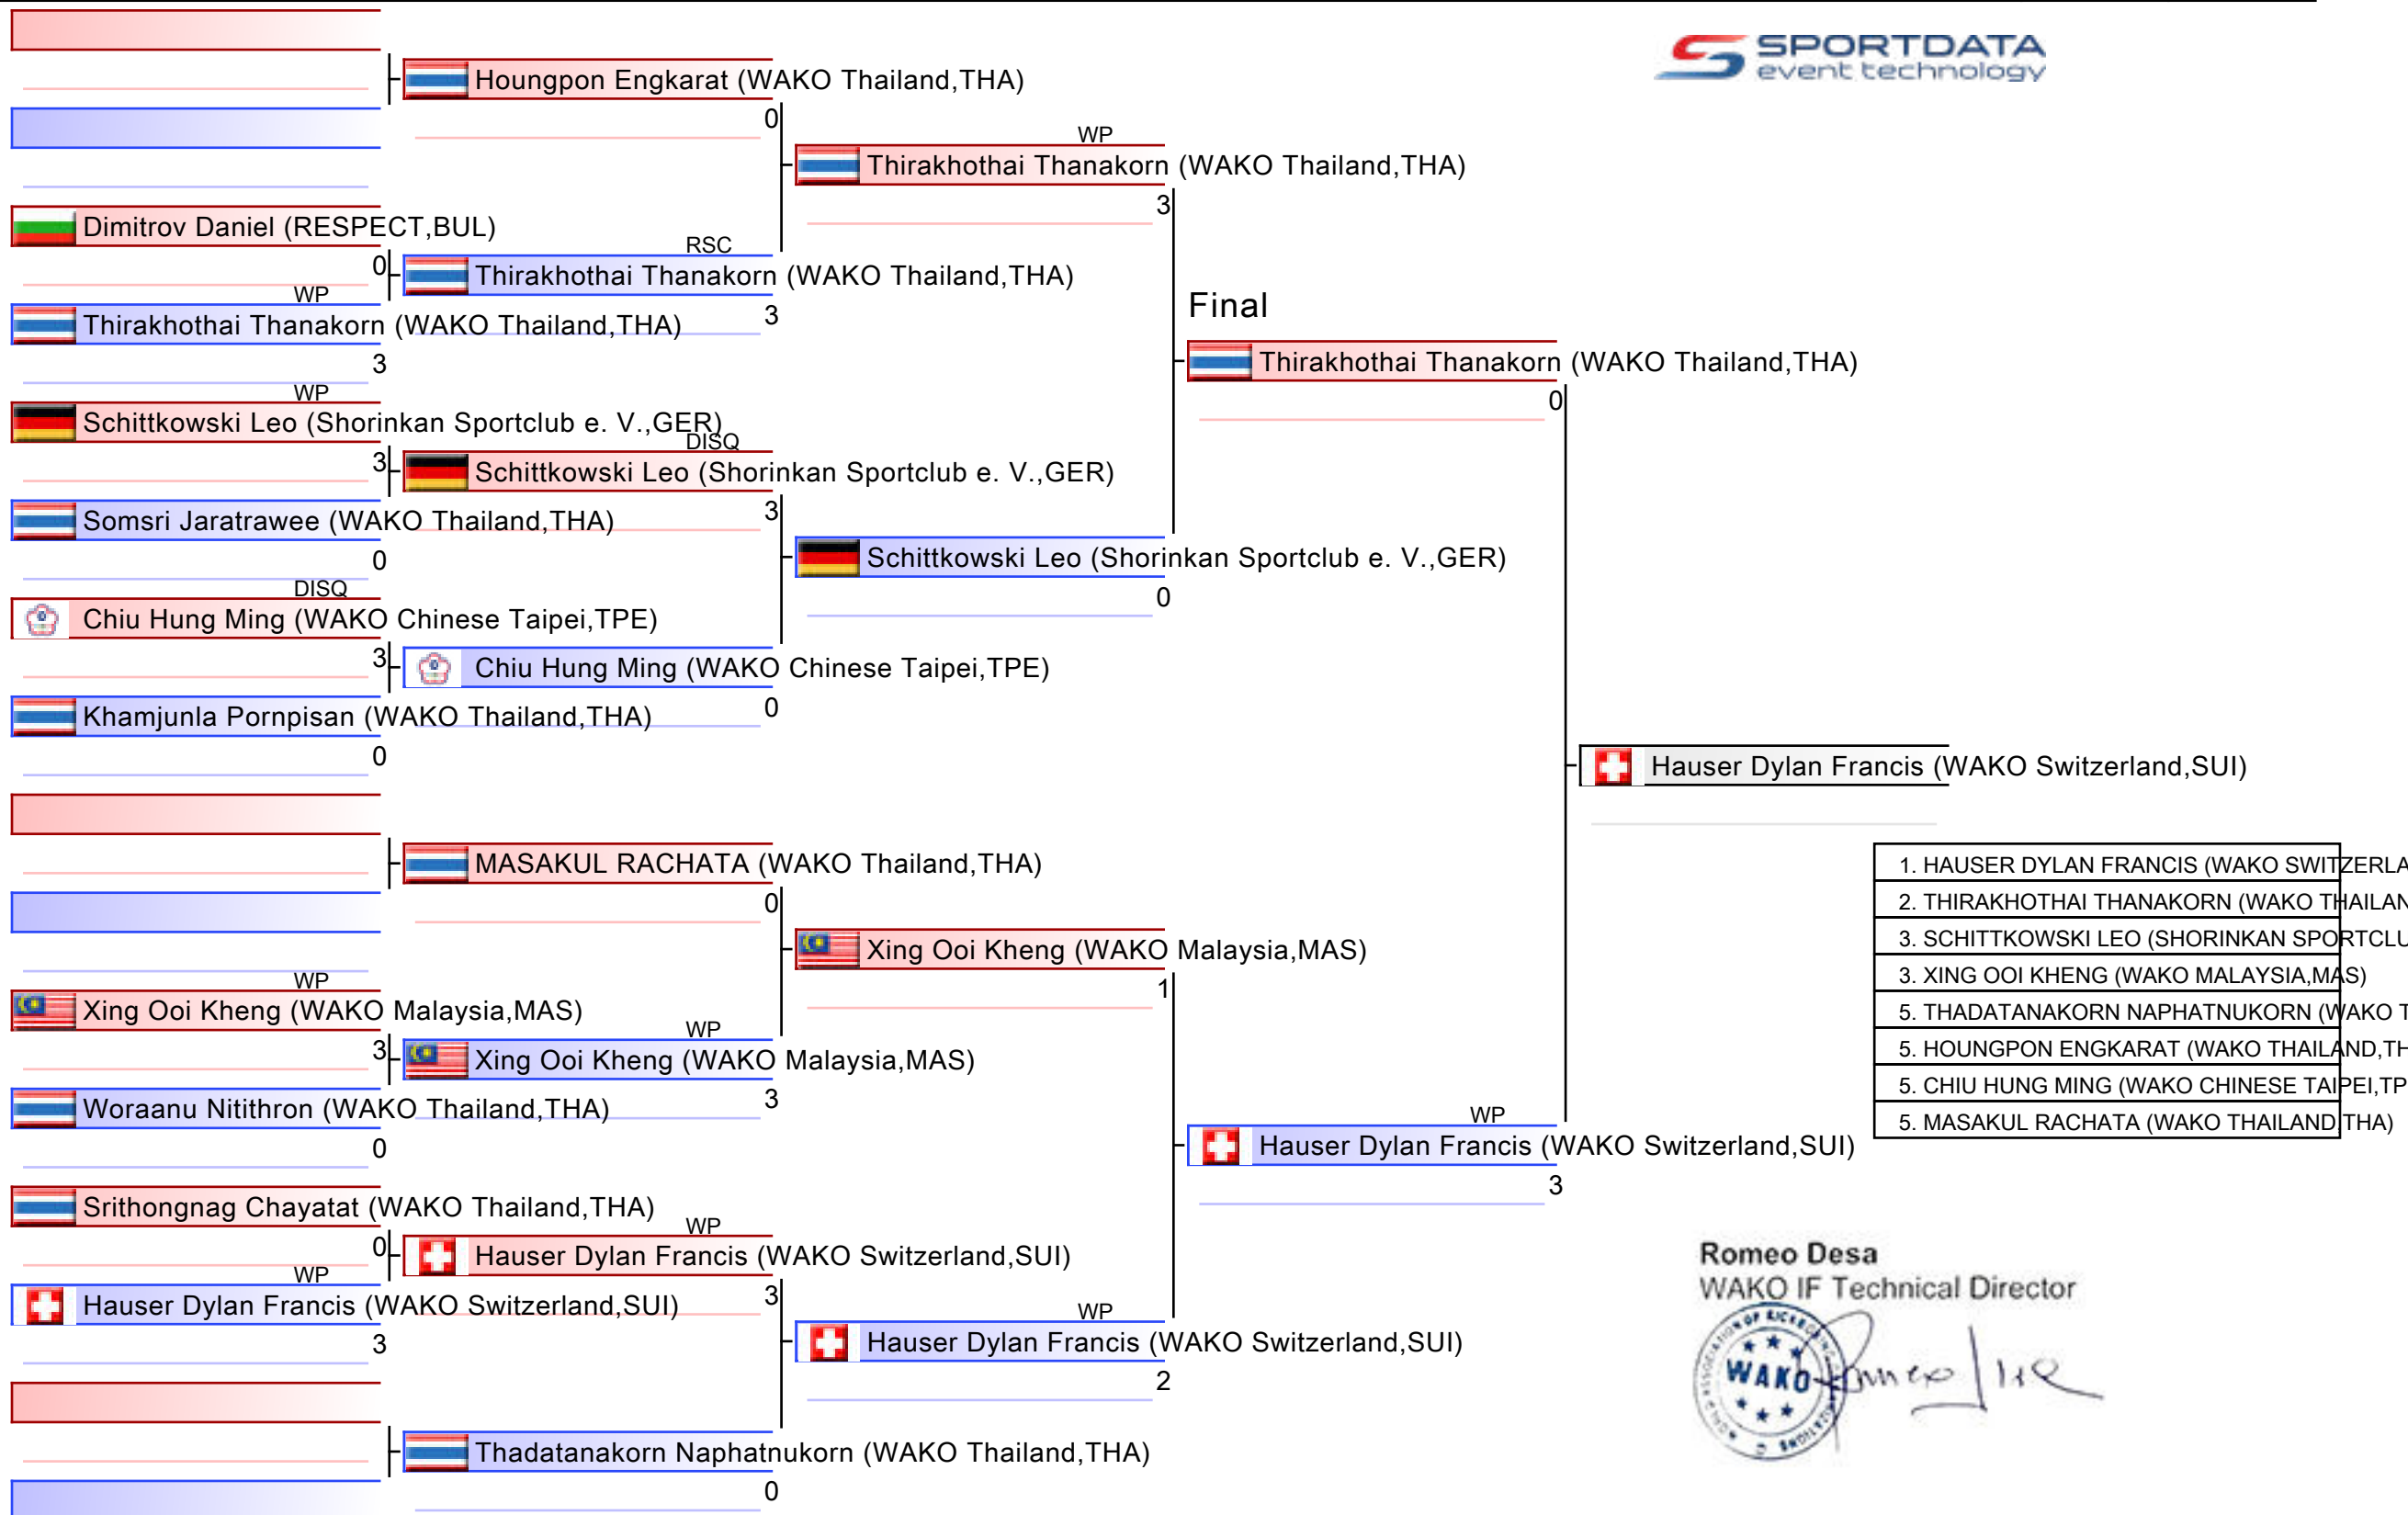 SPORTDATA
event technology
Houngpon Engkarat (WAKO Thailand,THA)
0
WP
Thirakhothai Thanakorn (WAKO Thailand,THA)
3
Dimitrov Daniel (RESPECT,BUL)
0
RSC
Thirakhothai Thanakorn (WAKO Thailand,THA)
3
WP
Thirakhothai Thanakorn (WAKO Thailand,THA)
3
Final
Thirakhothai Thanakorn (WAKO Thailand,THA)
0
WP
Schittkowski Leo (Shorinkan Sportclub e. V.,GER)
3
DISQ
Schittkowski Leo (Shorinkan Sportclub e. V.,GER)
3
Somsri Jaratrawee (WAKO Thailand,THA)
0
Schittkowski Leo (Shorinkan Sportclub e. V.,GER)
0
DISQ
Chiu Hung Ming (WAKO Chinese Taipei,TPE)
3
Chiu Hung Ming (WAKO Chinese Taipei,TPE)
0
Khamjunla Pornpisan (WAKO Thailand,THA)
0
Hauser Dylan Francis (WAKO Switzerland,SUI)
MASAKUL RACHATA (WAKO Thailand,THA)
0
Xing Ooi Kheng (WAKO Malaysia,MAS)
1
WP
Xing Ooi Kheng (WAKO Malaysia,MAS)
3
WP
Xing Ooi Kheng (WAKO Malaysia,MAS)
3
Woraanu Nitithron (WAKO Thailand,THA)
0
WP
Hauser Dylan Francis (WAKO Switzerland,SUI)
3
Srithongnag Chayatat (WAKO Thailand,THA)
0
WP
Hauser Dylan Francis (WAKO Switzerland,SUI)
3
WP
Hauser Dylan Francis (WAKO Switzerland,SUI)
3
WP
Hauser Dylan Francis (WAKO Switzerland,SUI)
2
Thadatanakorn Naphatnukorn (WAKO Thailand,THA)
0
1. HAUSER DYLAN FRANCIS (WAKO SWITZERLA
2. THIRAKHOTHAI THANAKORN (WAKO THAILAN
3. SCHITTKOWSKI LEO (SHORINKAN SPORTCLU
3. XING OOI KHENG (WAKO MALAYSIA,MAS)
5. THADATANAKORN NAPHATNUKORN (WAKO T
5. HOUNGPON ENGKARAT (WAKO THAILAND,TH
5. CHIU HUNG MING (WAKO CHINESE TAIPEI,TP
5. MASAKUL RACHATA (WAKO THAILAND,THA)
Romeo Desa
WAKO IF Technical Director
WAKO